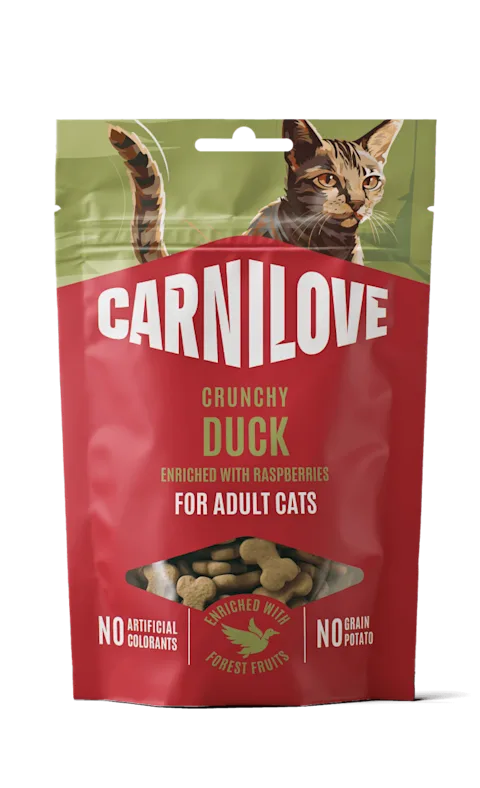 CARNILOVE
CRUNCHY
DUCK
ENRICHED WITH RASPBERRIES
FOR ADULT CATS
NO ARTIFICIAL
COLORANTS
ENRICHED WITH
FOREST FRUITS
NO GRAIN
POTATO